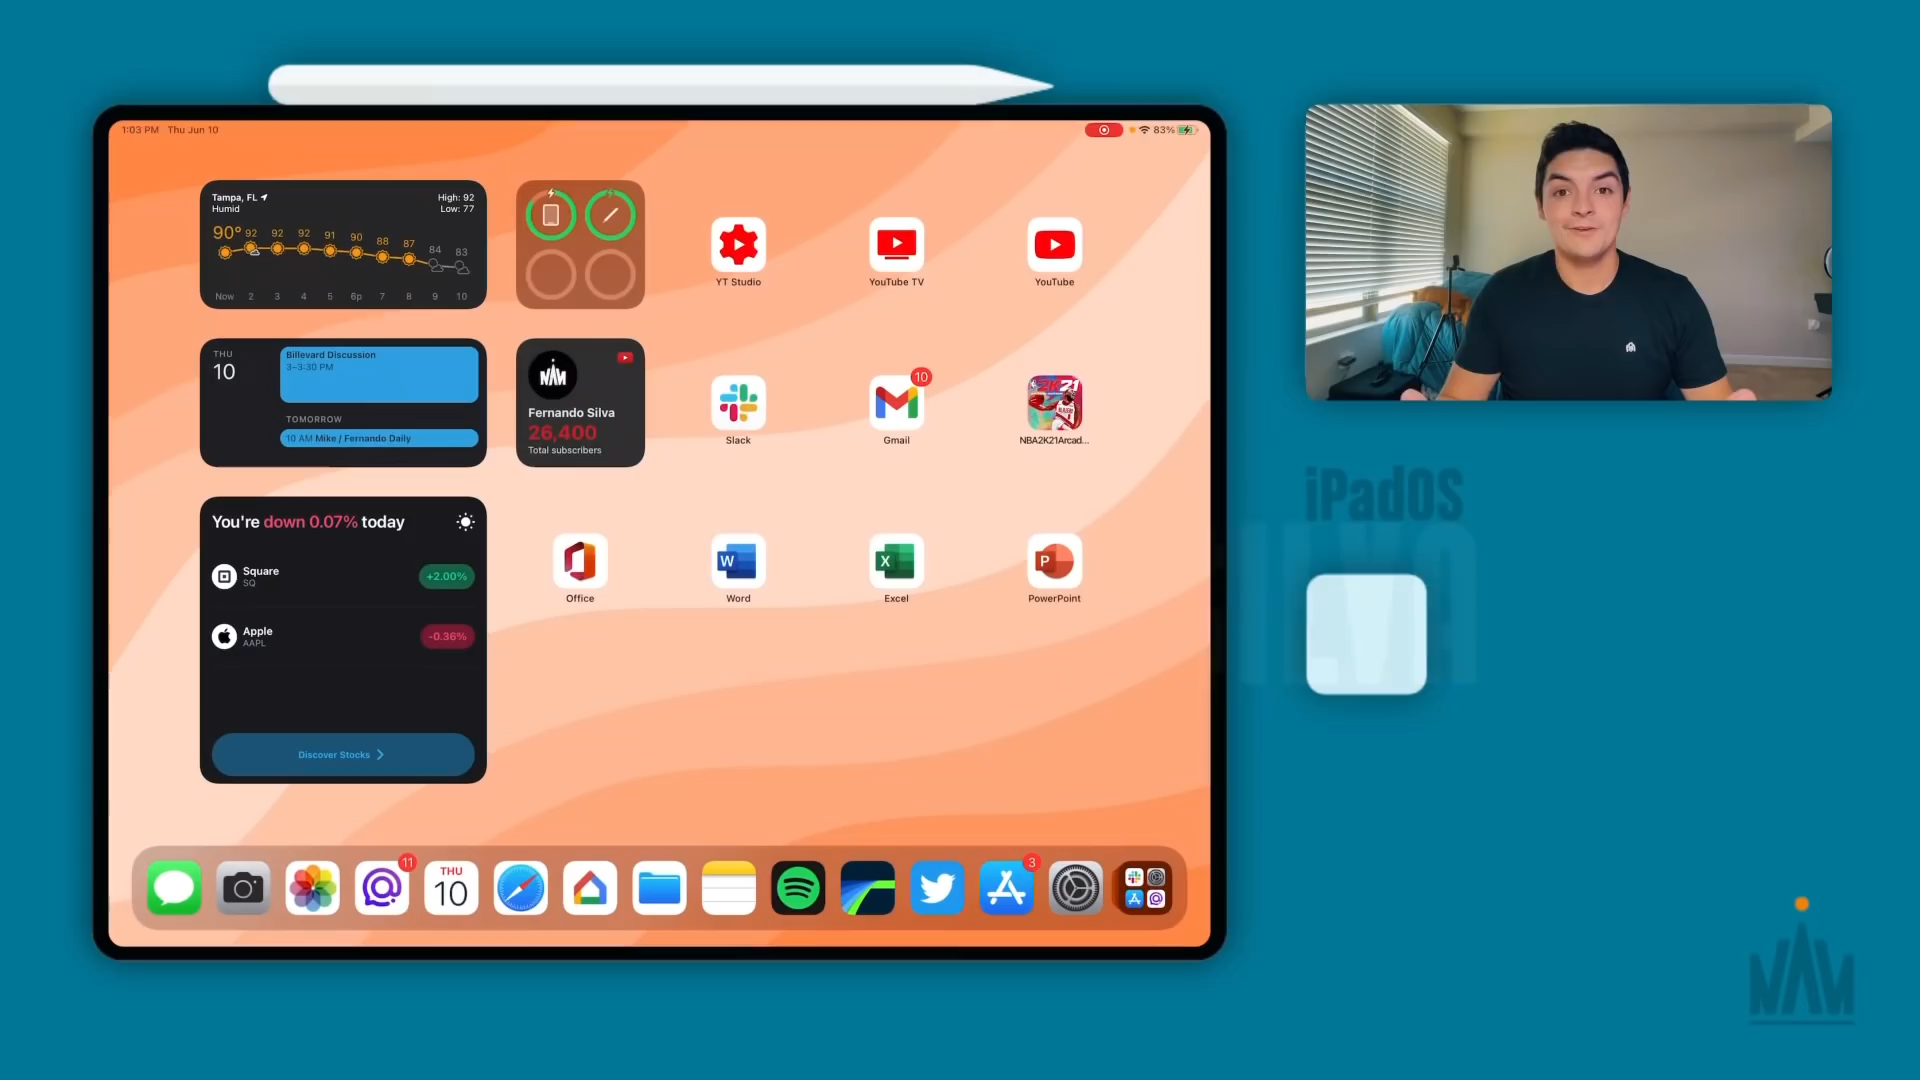 1:03 PM Thu Jun 10
83%
Tampa, FL
Humid
High: 92
Low: 77
90° 92 92 92 91 90 88 87 84 83
Now 2 3 4 5 6p 7 8 9 10
THU
10
Billevard Discussion
3–3:30 PM
TOMORROW
10 AM Mike / Fernando Daily
Fernando Silva
26,400
Total subscribers
YT Studio
YouTube TV
YouTube
Slack
10
Gmail
2K21
NBA2K21Arcad...
You're down 0.07% today
Square
SQ
+2.00%
Apple
AAPL
-0.36%
Discover Stocks
Office
W
Word
X
Excel
P
PowerPoint
11
THU
10
3
iPadOS